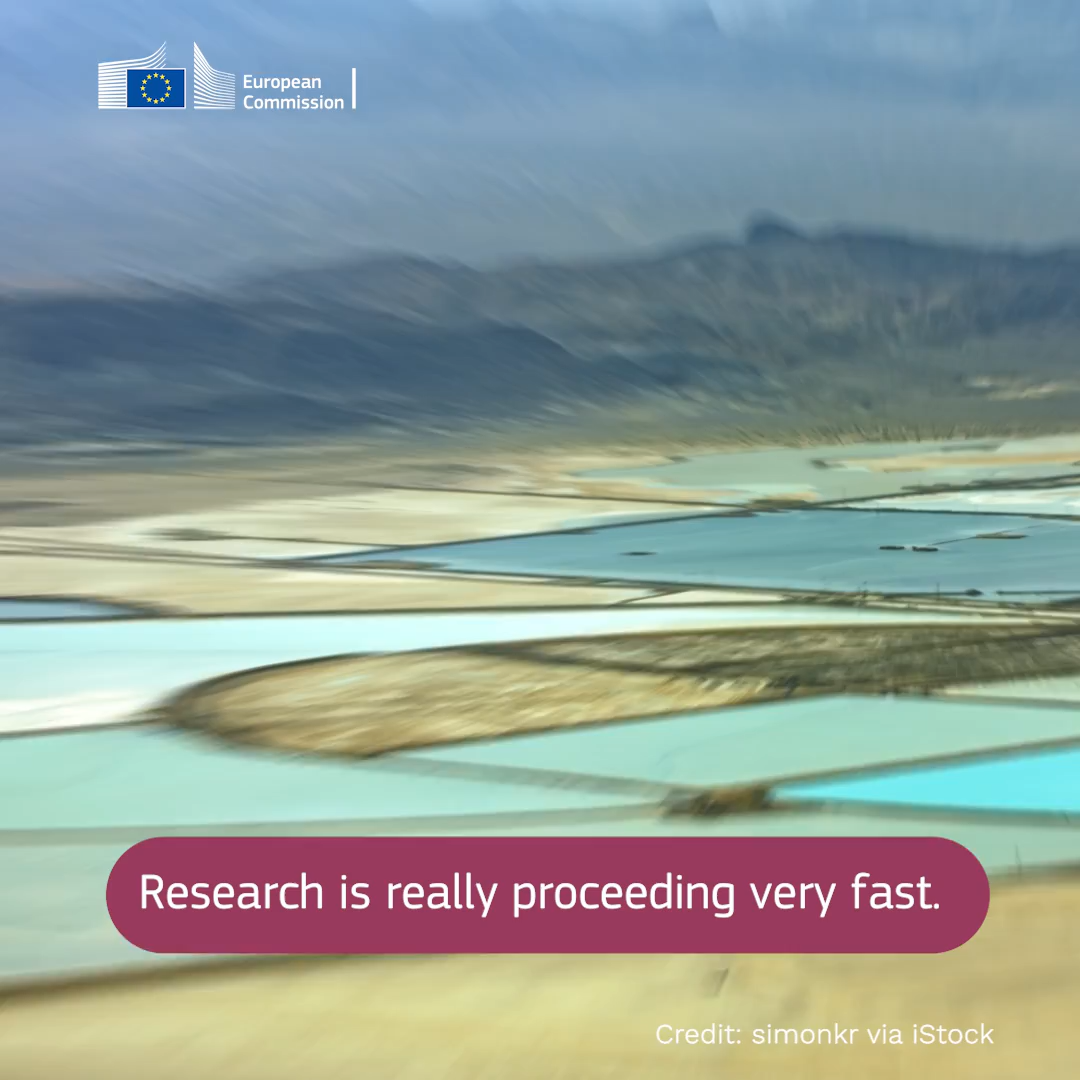 European
Commission
Research is really proceeding very fast.
Credit: simonkr via iStock